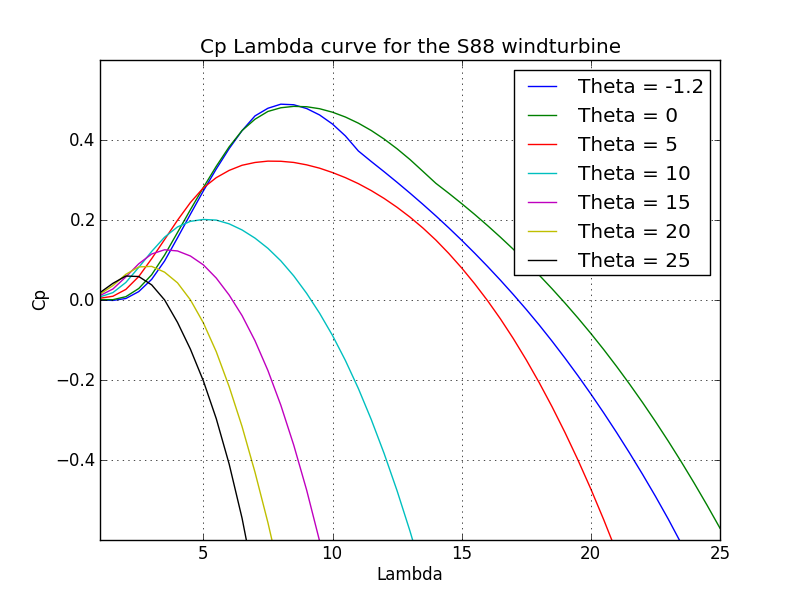 Cp Lambda curve for the S88 windturbine
Theta = -1.2
Theta = 0
Theta = 5
Theta = 10
Theta = 15
Theta = 20
Theta = 25
0.4
0.2
0.0
−0.2
−0.4
Cp
5 10 15 20 25
Lambda